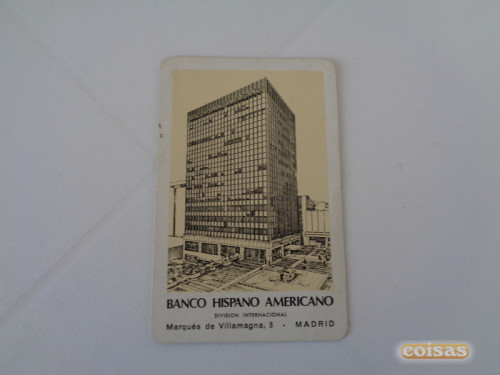 BANCO HISPANO AMERICANO
DIVISION INTERNACIONAL
Marqués de Villamagna, 3 - MADRID
coisas